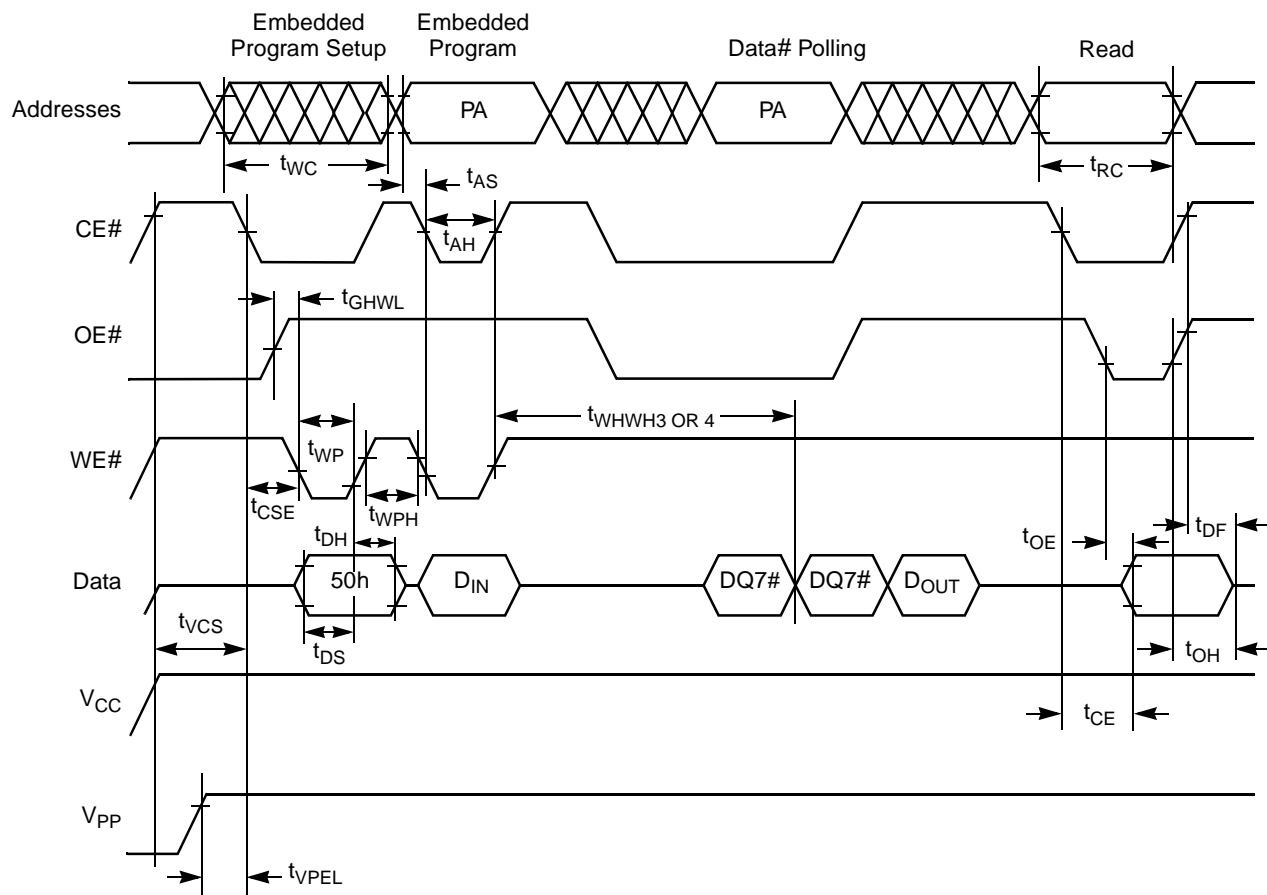 Embedded Program Setup
Embedded Program
Data# Polling
Read
Addresses
PA
PA
tWC
tAS
tRC
CE#
tAH
tGHWL
OE#
tWHWH3 OR 4
WE#
tWP
tCSE
tWPH
tDH
tOE
tDF
Data
50h
DIN
DQ7#
DQ7#
DOUT
tVCS
tDS
tOH
VCC
tCE
VPP
tVPEL